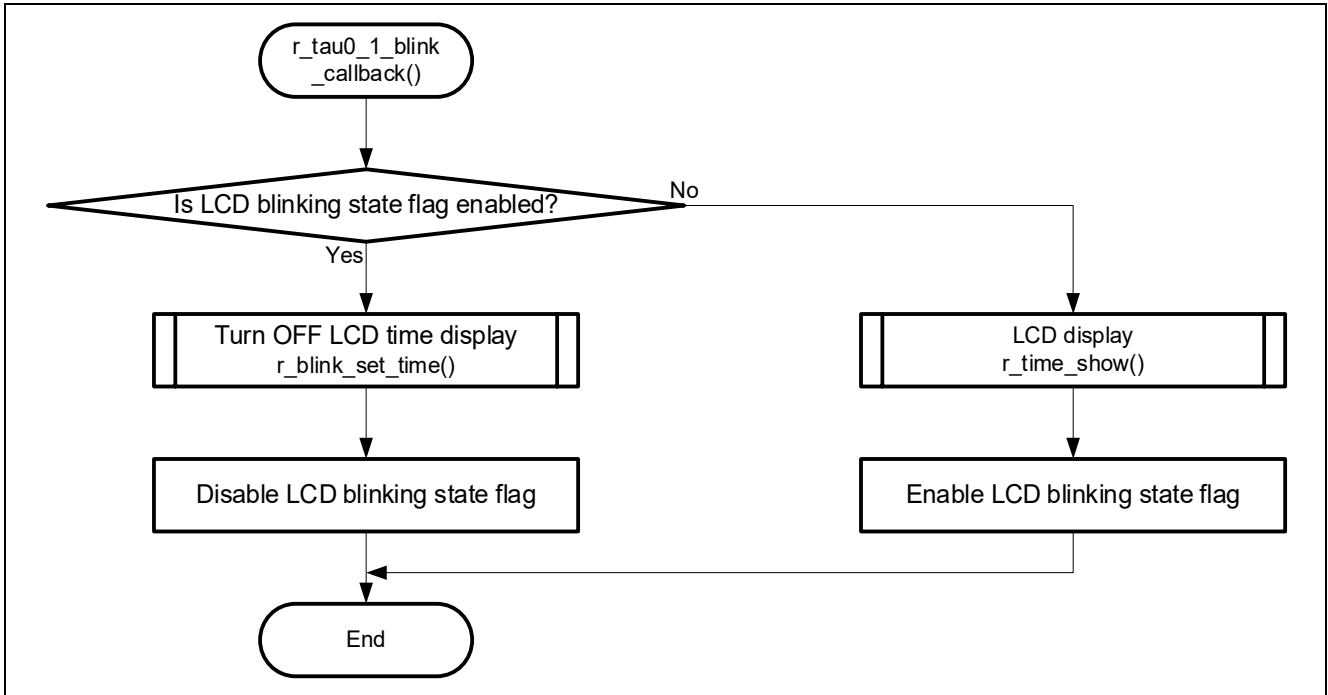 r_tau0_1_blink
_callback()
Is LCD blinking state flag enabled?
No
Yes
Turn OFF LCD time display
r_blink_set_time()
LCD display
r_time_show()
Disable LCD blinking state flag
Enable LCD blinking state flag
End